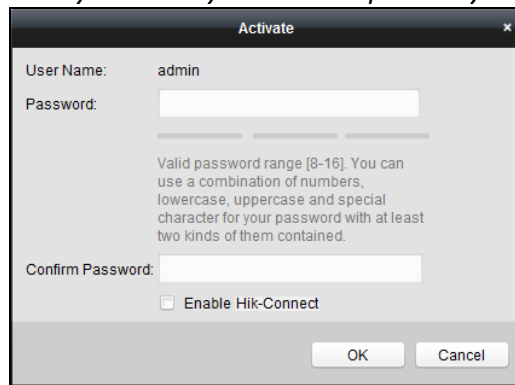 Activate ×
User Name: admin
Password:
Valid password range [8-16]. You can
use a combination of numbers,
lowercase, uppercase and special
character for your password with at least
two kinds of them contained.
Confirm Password:
Enable Hik-Connect
OK Cancel